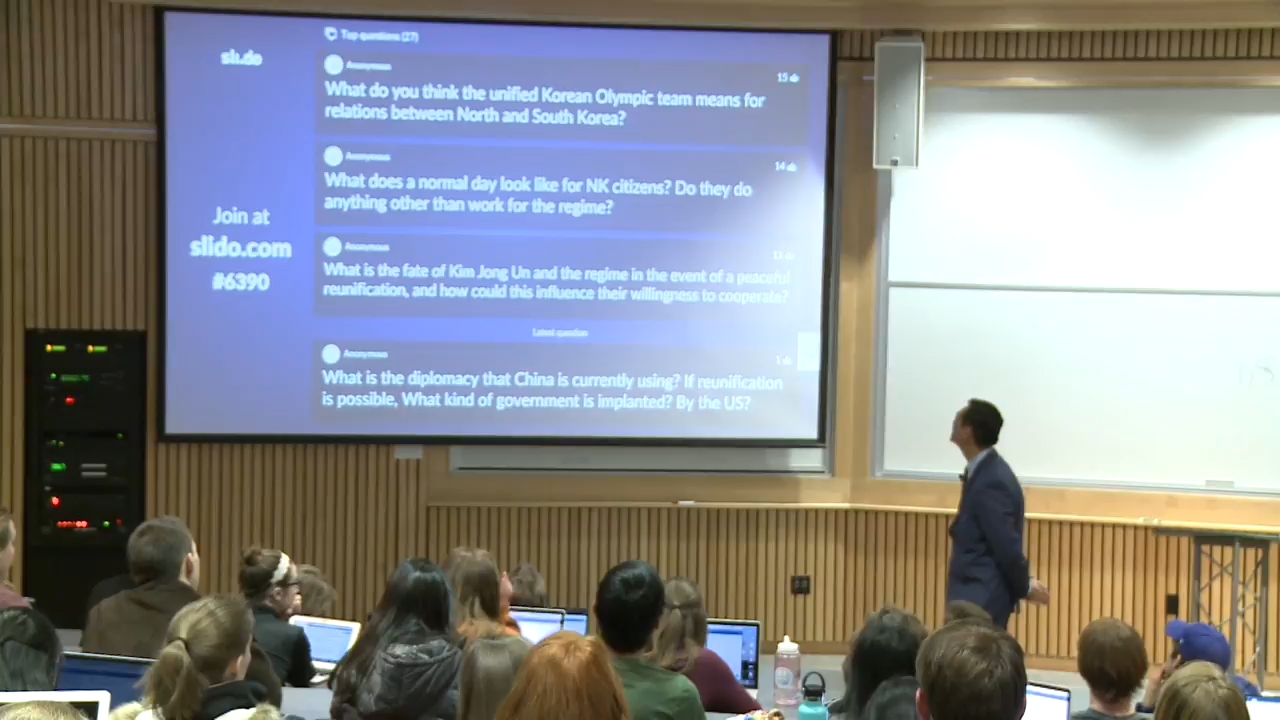 sli.do
Join at
slido.com
#6390
Top questions (27)
Anonymous
15
What do you think the unified Korean Olympic team means for
relations between North and South Korea?
Anonymous
14
What does a normal day look like for NK citizens? Do they do
anything other than work for the regime?
Anonymous
What is the fate of Kim Jong Un and the regime in the event of a peaceful
reunification, and how could this influence their willingness to cooperate?
Latest question
Anonymous
1
What is the diplomacy that China is currently using? If reunification
is possible, What kind of government is implanted? By the US?